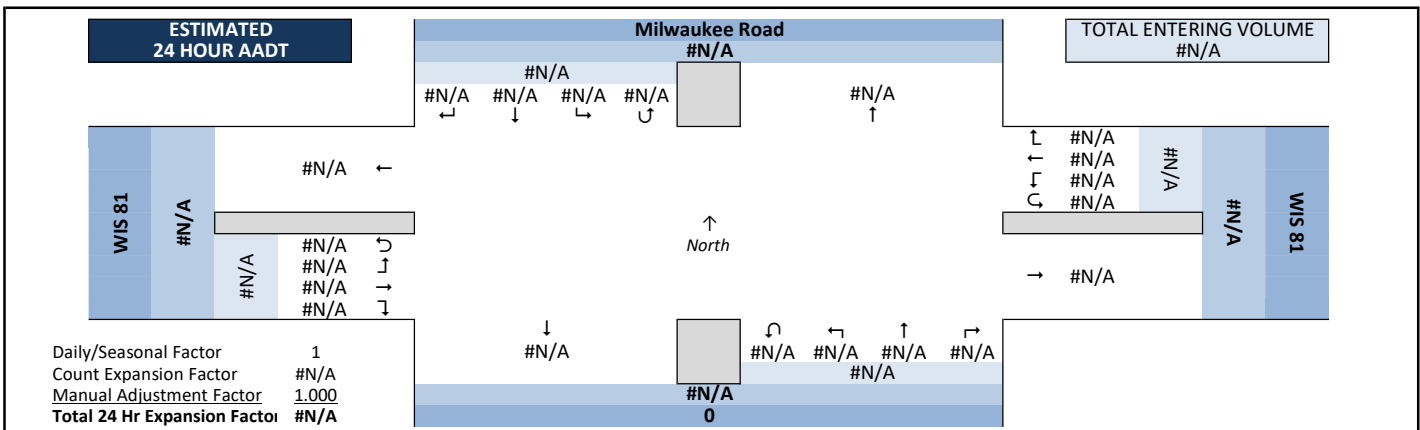 ESTIMATED
24 HOUR AADT
Milwaukee Road
#N/A
TOTAL ENTERING VOLUME
#N/A
#N/A
#N/A #N/A #N/A #N/A
↵ ↓ ↳ ↺
#N/A
↑
WIS 81
#N/A
#N/A ←
#N/A
#N/A ⮌
#N/A ⮥
#N/A →
#N/A ⮧
↑
North
↑ #N/A
← #N/A
↓ #N/A
⮎ #N/A
#N/A
#N/A
WIS 81
→ #N/A
↓
#N/A
↷ ↰ ↑ ↱
#N/A #N/A #N/A #N/A
#N/A
#N/A
0
Daily/Seasonal Factor 1
Count Expansion Factor #N/A
Manual Adjustment Factor 1.000
Total 24 Hr Expansion Factor #N/A